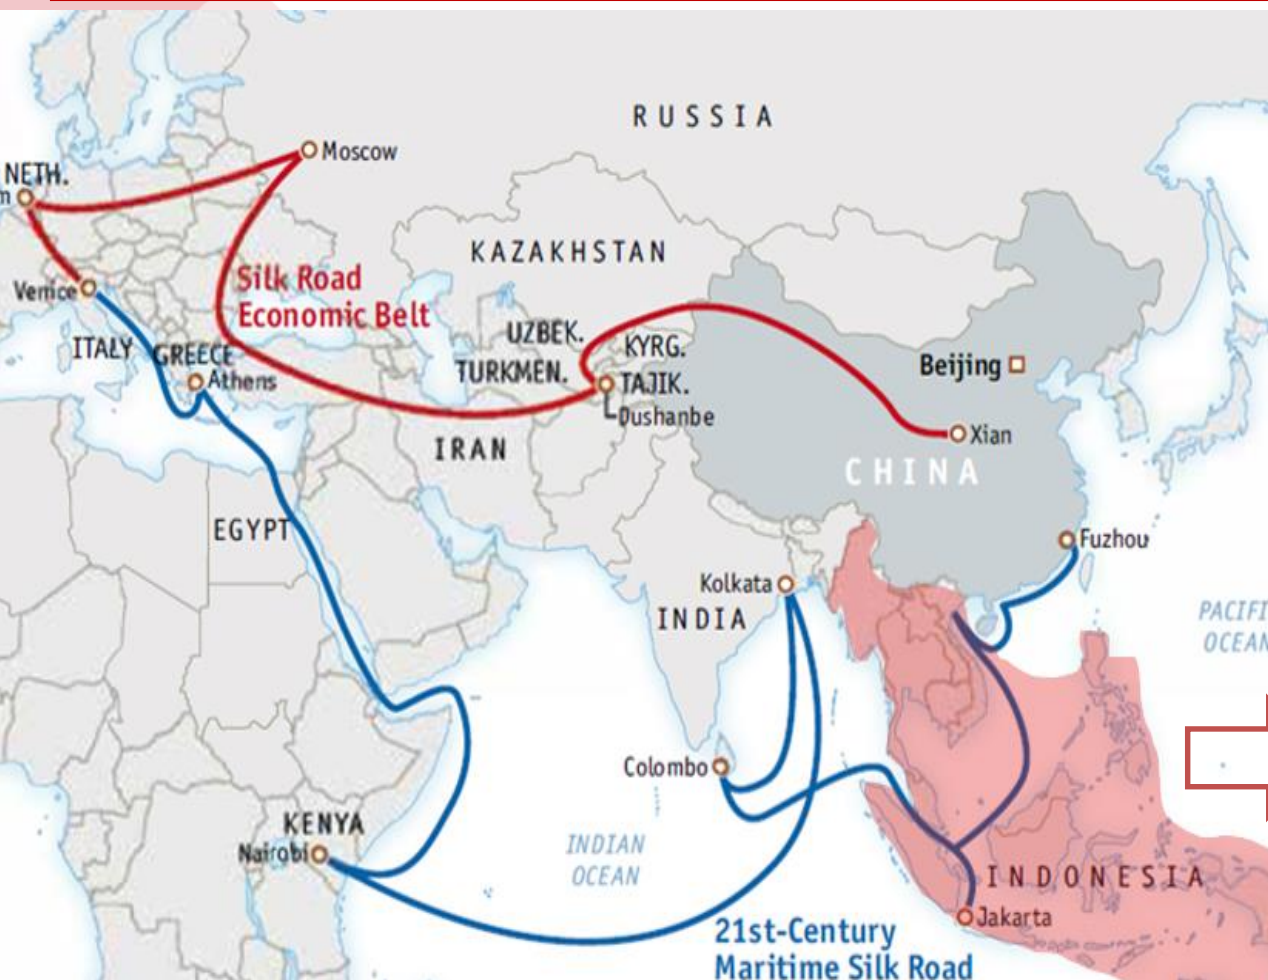 RUSSIA
Moscow
NETH.
m
KAZAKHSTAN
Silk Road
Economic Belt
Venice
UZBEK.
KYRG.
ITALY
GREECE
Athens
TURKMEN.
TAJIK.
Dushanbe
Beijing
IRAN
Xian
CHINA
EGYPT
Fuzhou
Kolkata
INDIA
PACIFI
OCEAN
Colombo
KENYA
Nairobi
INDIAN
OCEAN
INDONESIA
Jakarta
21st-Century
Maritime Silk Road